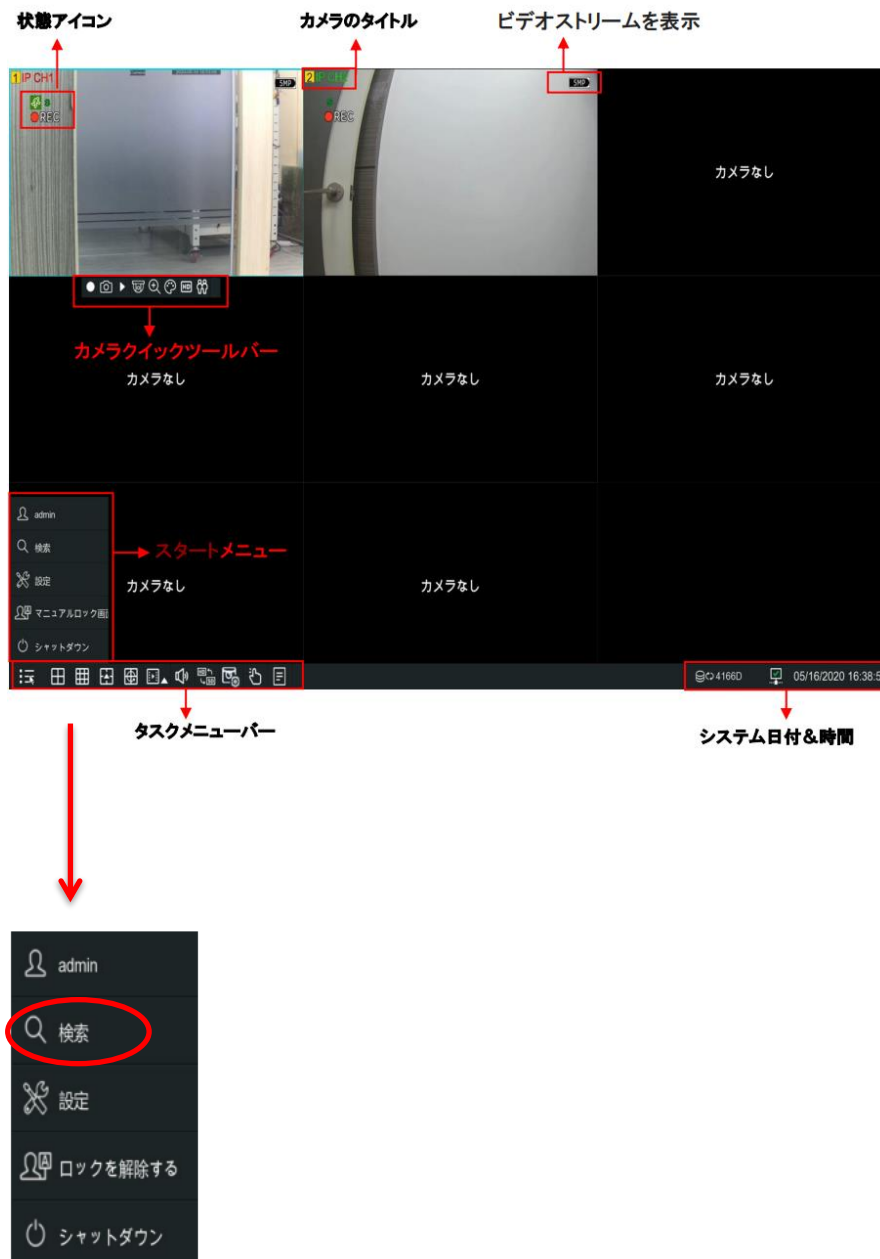 状態アイコン
カメラのタイトル
ビデオストリームを表示
1 IP CH1
5MP
2 IP CH2
5MP
REC
REC
カメラなし
HD
カメラクイックツールバー
カメラなし
カメラなし
カメラなし
admin
検索
スタートメニュー
設定
カメラなし
カメラなし
マニュアルロック画
シャットダウン
4166D
05/16/2020 16:38:5
タスクメニューバー
システム日付&時間
admin
検索
設定
ロックを解除する
シャットダウン